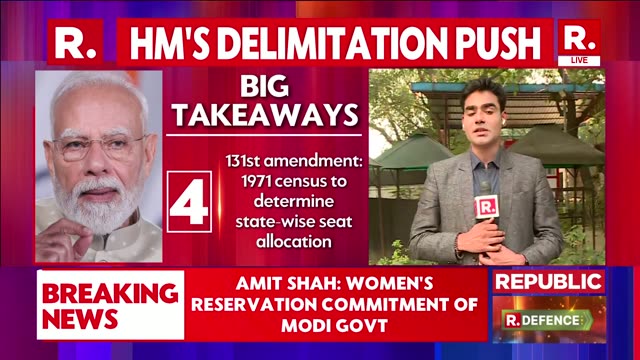 R.
HM'S DELIMITATION PUSH
R.
LIVE
BIG
TAKEAWAYS
4
131st amendment:
1971 census to
determine
state-wise seat
allocation
R.
BREAKING
NEWS
AMIT SHAH: WOMEN'S
RESERVATION COMMITMENT OF
MODI GOVT
REPUBLIC
R.DEFENCE